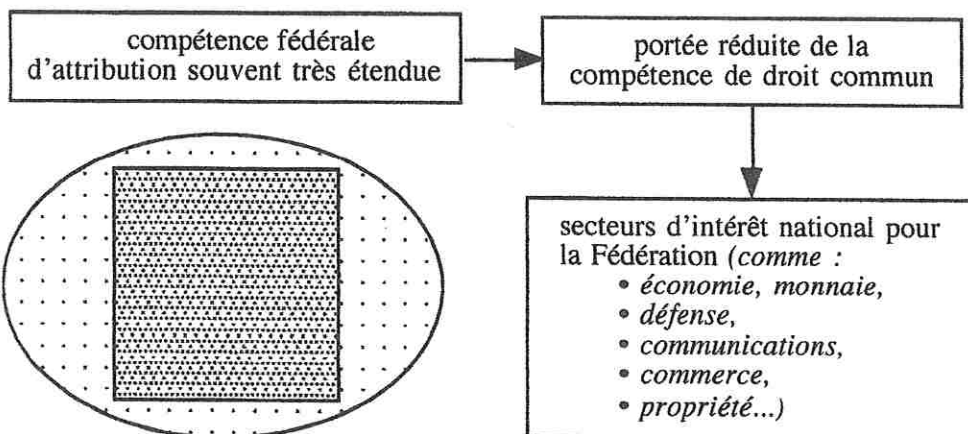 compétence fédérale
d'attribution souvent très étendue
portée réduite de la
compétence de droit commun
secteurs d'intérêt national pour
la Fédération (comme :
• économie, monnaie,
• défense,
• communications,
• commerce,
• propriété...)